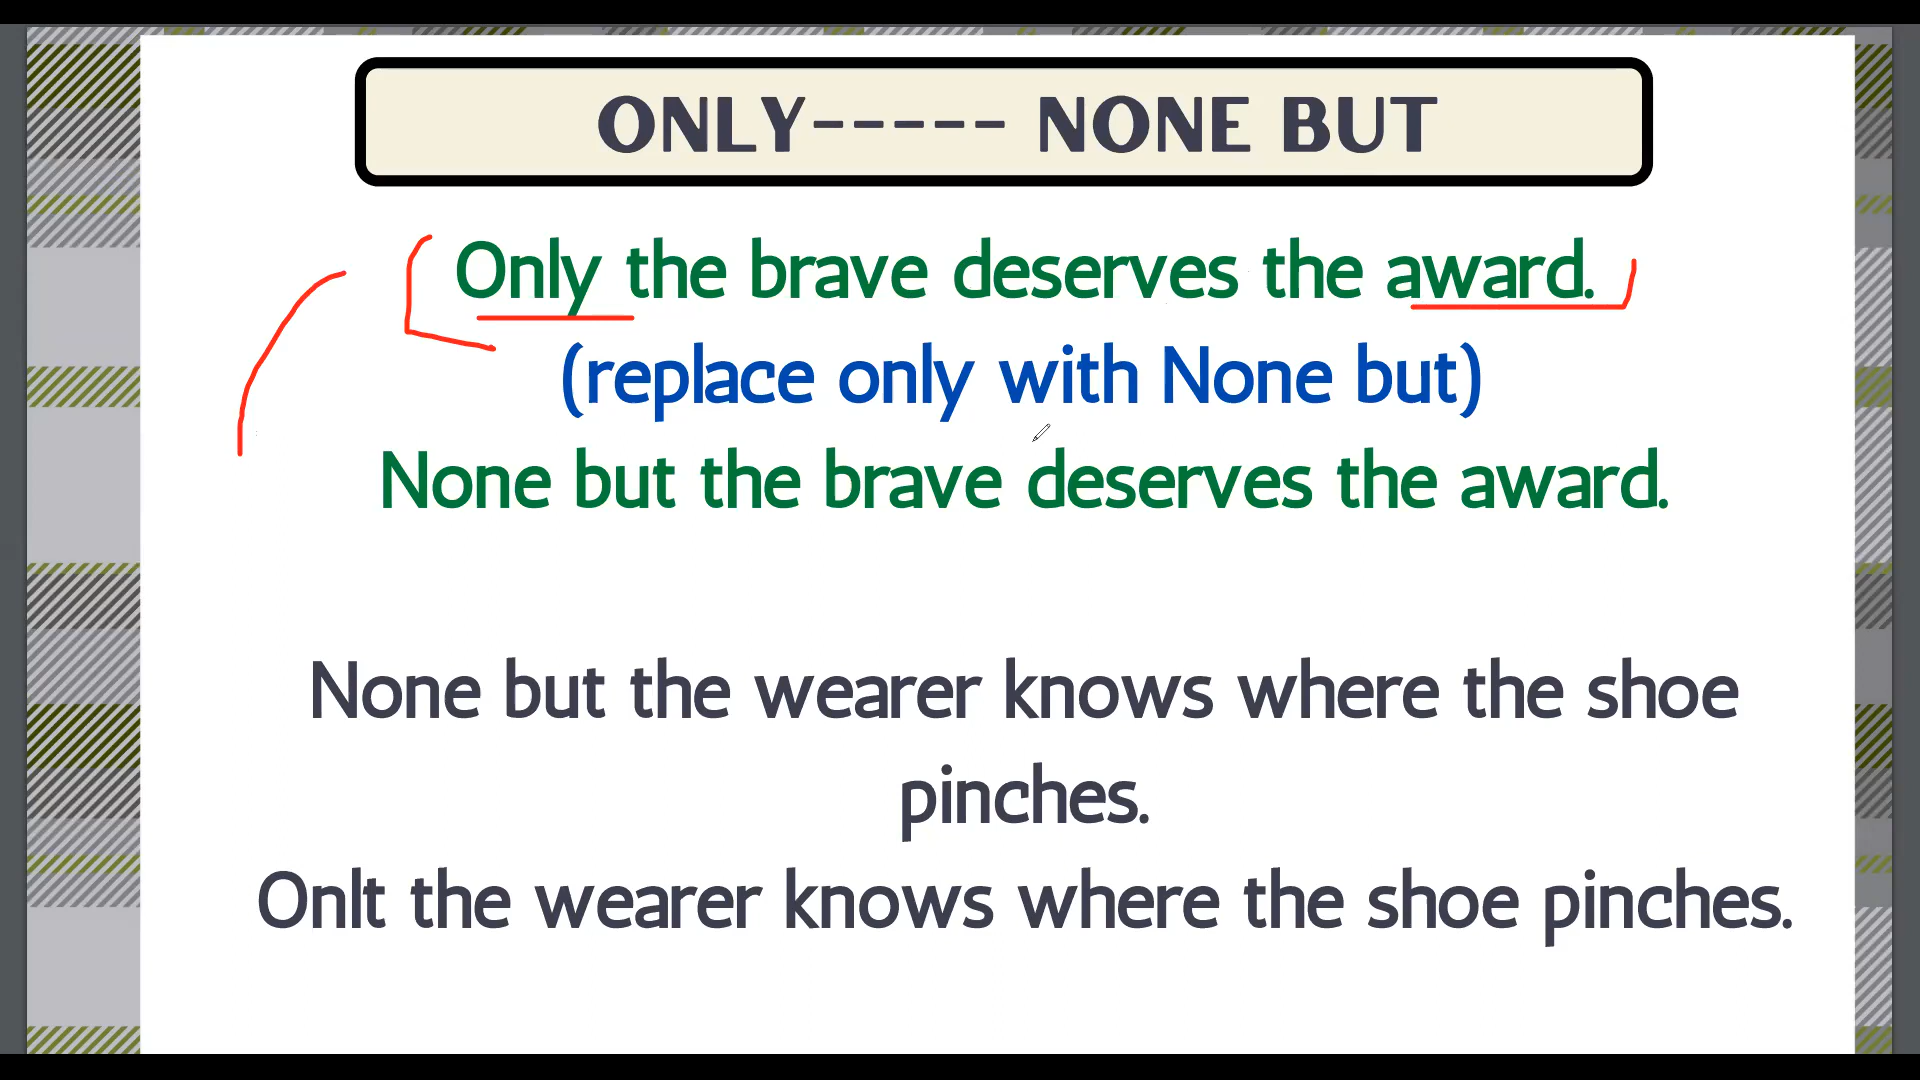 ONLY----- NONE BUT
Only the brave deserves the award.
(replace only with None but)
None but the brave deserves the award.
None but the wearer knows where the shoe
pinches.
Onlt the wearer knows where the shoe pinches.